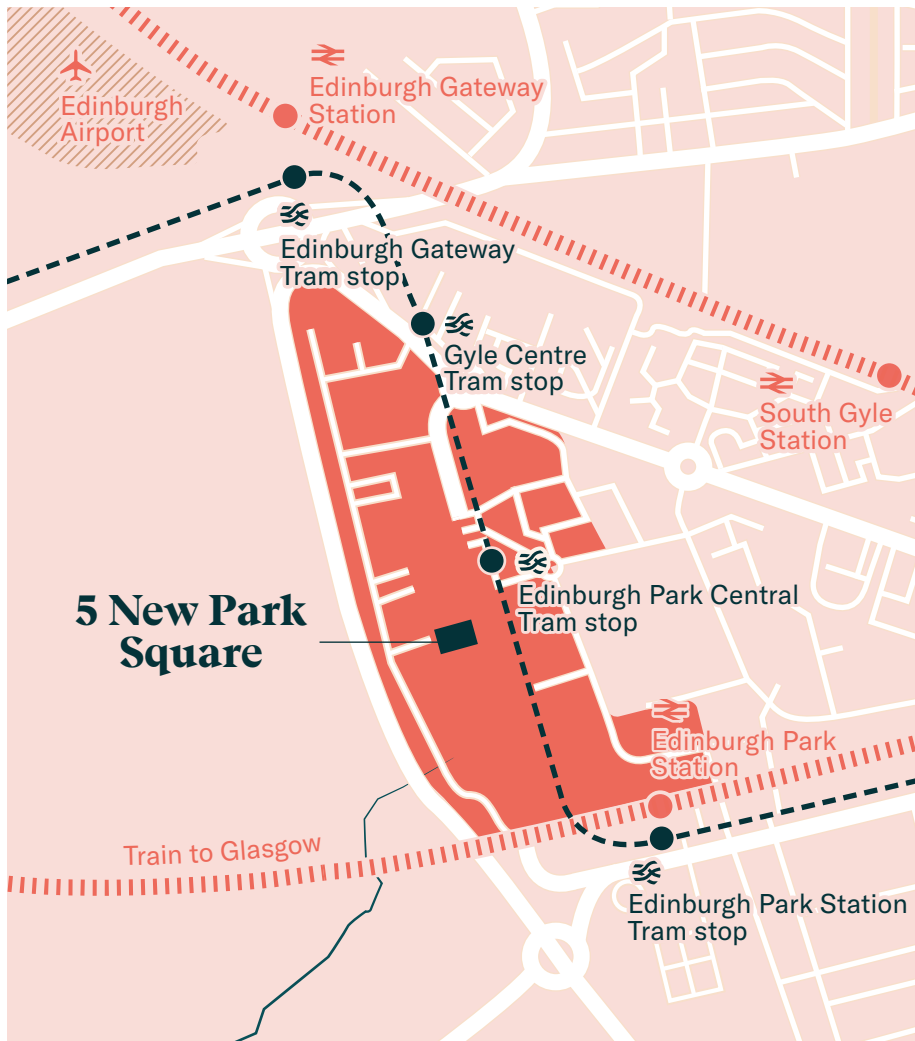 Edinburgh
Airport
Edinburgh Gateway
Station
Edinburgh Gateway
Tram stop
Gyle Centre
Tram stop
South Gyle
Station
Edinburgh Park Central
Tram stop
5 New Park
Square
Edinburgh Park
Station
Train to Glasgow
Edinburgh Park Station
Tram stop